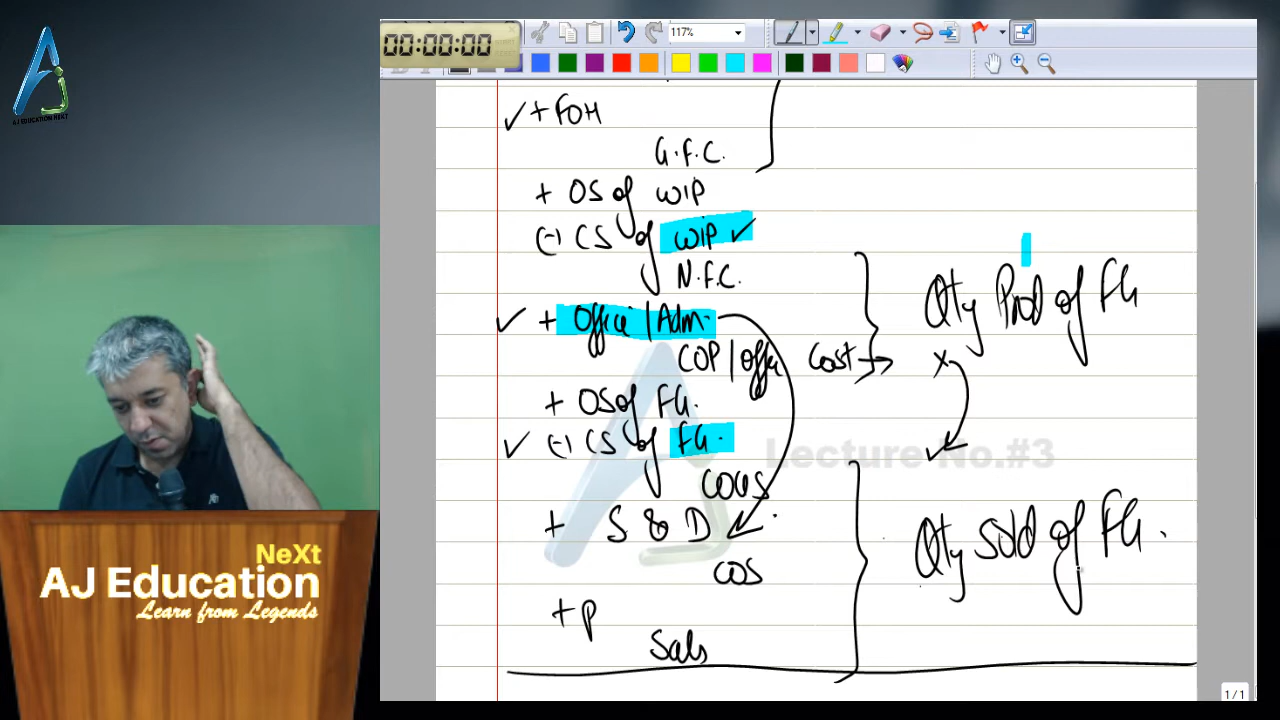 00:00:00
117%
AJ EDUCATION NEXT
✓ + FOH
G.F.C.
+ OS of WIP
(-) CS of WIP ✓
N.F.C.
✓ + Office / Adm.
COP / Office Cost →
+ OS of FG.
✓ (-) CS of FG.
COGS
+ S & D
COS
+ P
Sales
Qty Prod of FG
x
Lecture No.#3
Qty Sold of FG.
NeXt
AJ Education
Learn from Legends
1/1